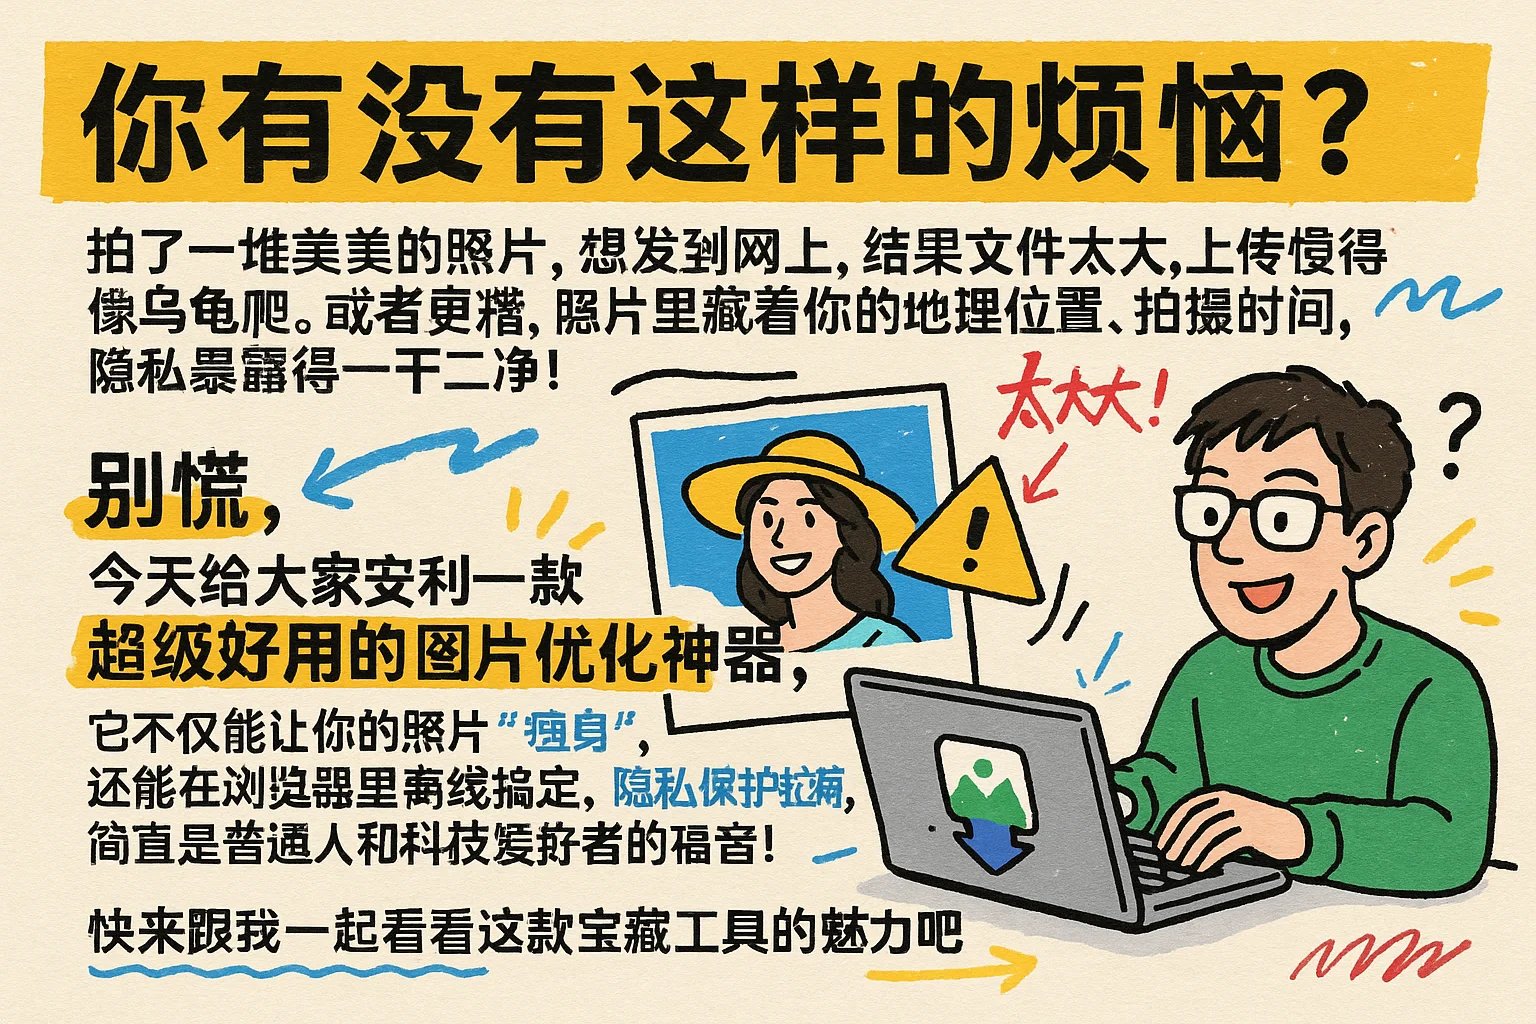 你有没有这样的烦恼？
拍了一堆美美的照片，想发到网上，结果文件太大，上传慢得
像乌龟爬。或者更糟，照片里藏着你的地理位置、拍摄时间，
隐私暴露得一干二净！
太大大！
?
别慌，
今天给大家安利一款
超级好用的图片优化神器，
它不仅能让你的照片“瘦身”，
还能在浏览器里离线搞定，隐私保护拉满，
简直是普通人和科技爱好者的福音！
快来跟我一起看看这款宝藏工具的魅力吧